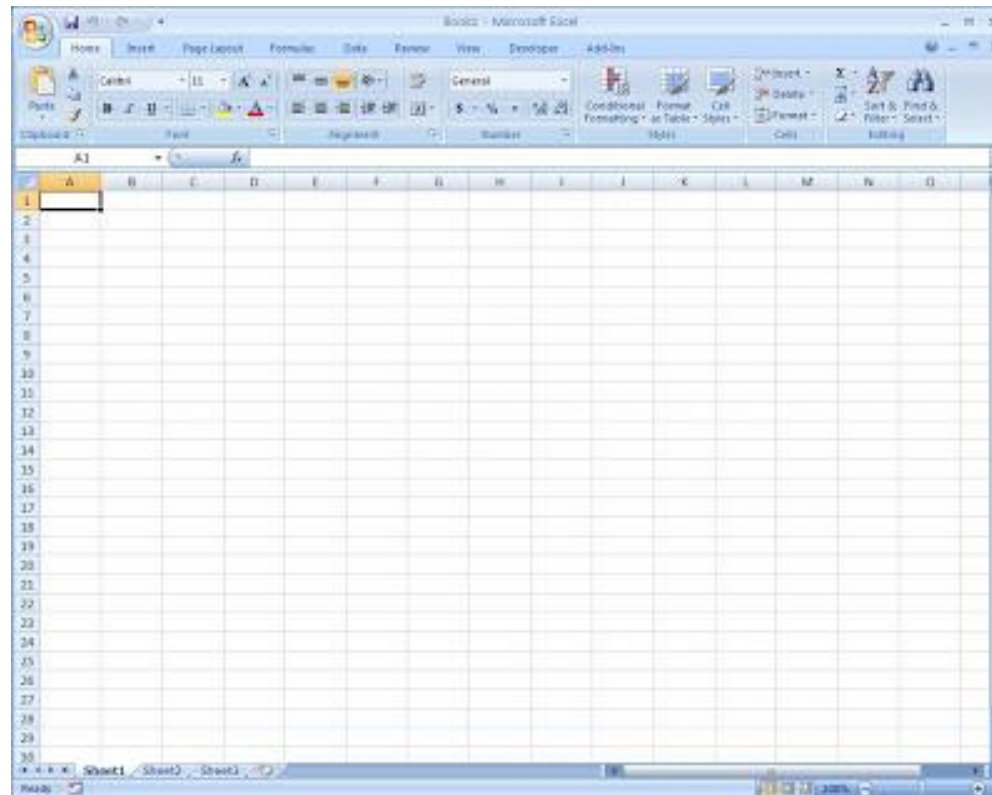 Microsoft Excel
Home Insert Page Layout Formulas Data Review View Developer Add-Ins
Paste
Calibri 11
General
B I U
$ %
Conditional Formatting
Format as Table
Cell Styles
Insert
Delete
Format
Sort & Filter
Find & Select
Clipboard Font Alignment Number Styles Cells Editing
A1 fx
A B C D E F G H I J K L M N O
1
2
3
4
5
6
7
8
9
10
11
12
13
14
15
16
17
18
19
20
21
22
23
24
25
26
27
28
29
30
Sheet1 Sheet2 Sheet3
Ready 100%